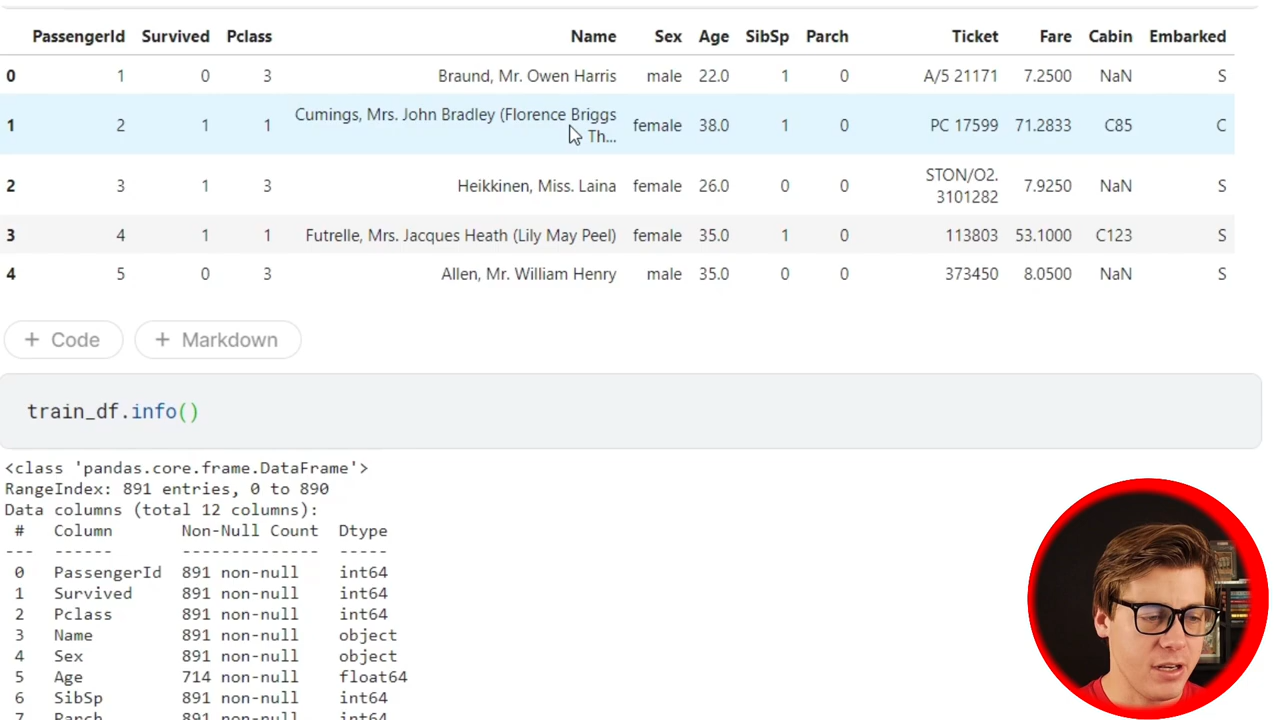 PassengerId Survived Pclass Name Sex Age SibSp Parch Ticket Fare Cabin Embarked
0 1 0 3 Braund, Mr. Owen Harris male 22.0 1 0 A/5 21171 7.2500 NaN S
1 2 1 1 Cumings, Mrs. John Bradley (Florence Briggs Th... female 38.0 1 0 PC 17599 71.2833 C85 C
2 3 1 3 Heikkinen, Miss. Laina female 26.0 0 0 STON/O2. 3101282 7.9250 NaN S
3 4 1 1 Futrelle, Mrs. Jacques Heath (Lily May Peel) female 35.0 1 0 113803 53.1000 C123 S
4 5 0 3 Allen, Mr. William Henry male 35.0 0 0 373450 8.0500 NaN S
+ Code + Markdown
train_df.info()
<class 'pandas.core.frame.DataFrame'>
RangeIndex: 891 entries, 0 to 890
Data columns (total 12 columns):
# Column Non-Null Count Dtype
--- ------ -------------- -----
0 PassengerId 891 non-null int64
1 Survived 891 non-null int64
2 Pclass 891 non-null int64
3 Name 891 non-null object
4 Sex 891 non-null object
5 Age 714 non-null float64
6 SibSp 891 non-null int64
7 Parch 891 non-null int64